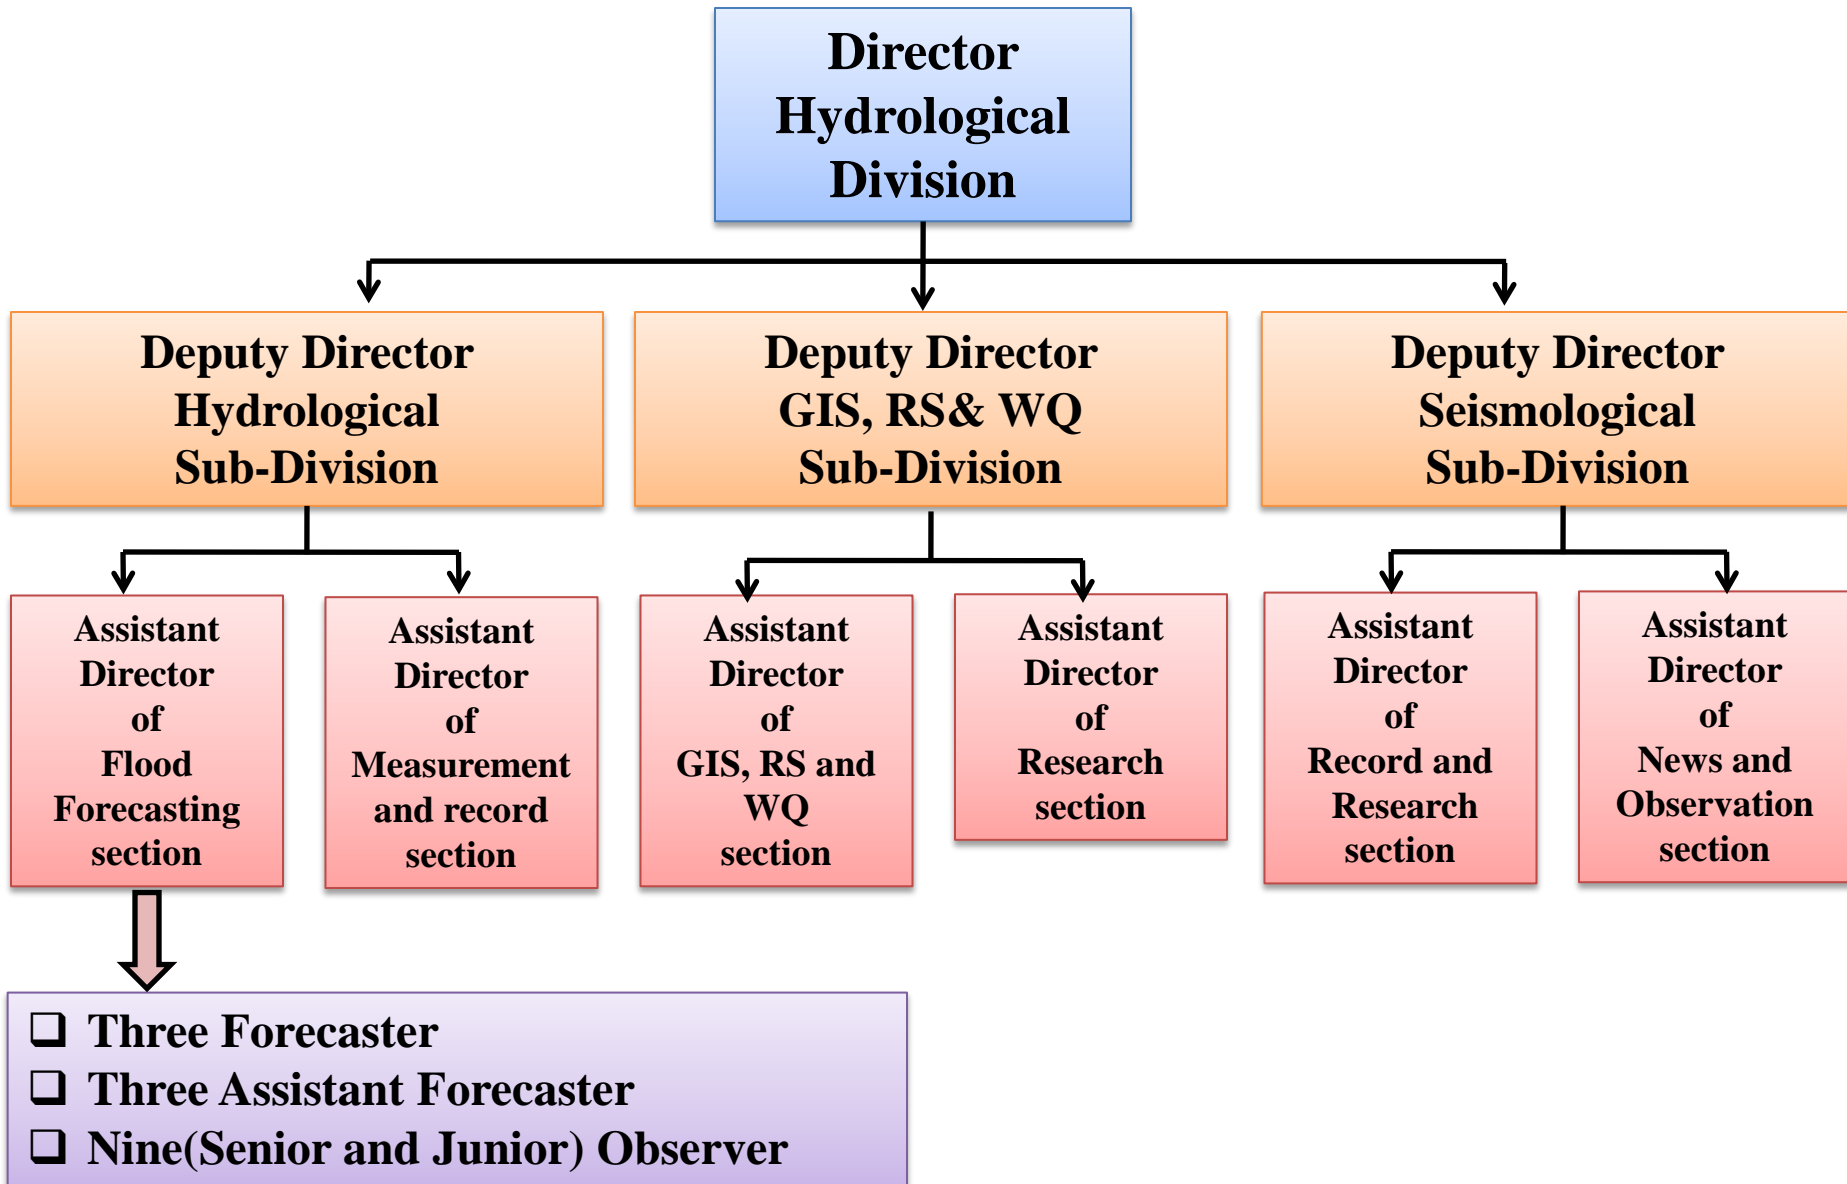 Director
Hydrological
Division
Deputy Director
Hydrological
Sub-Division
Deputy Director
GIS, RS& WQ
Sub-Division
Deputy Director
Seismological
Sub-Division
Assistant
Director
of
Flood
Forecasting
section
Assistant
Director
of
Measurement
and record
section
Assistant
Director
of
GIS, RS and
WQ
section
Assistant
Director
of
Research
section
Assistant
Director
of
Record and
Research
section
Assistant
Director
of
News and
Observation
section
Three Forecaster
Three Assistant Forecaster
Nine(Senior and Junior) Observer